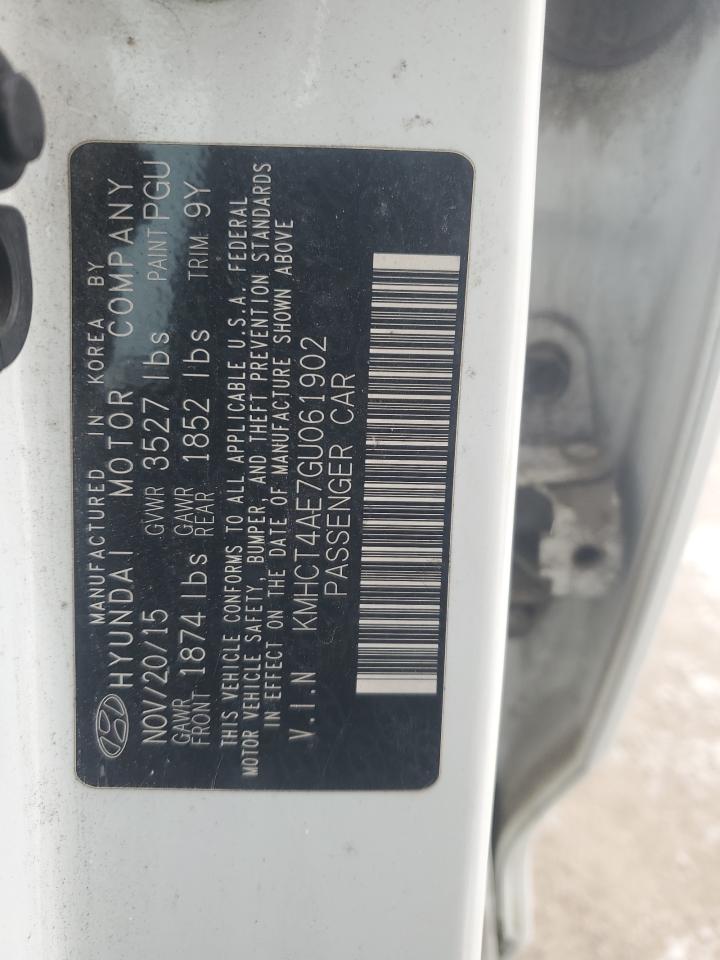 MANUFACTURED IN KOREA BY
HYUNDAI MOTOR COMPANY
NOV/20/15 GVWR 3527 lbs PAINT PGU
GAWR FRONT 1874 lbs GAWR REAR 1852 lbs TRIM 9Y
THIS VEHICLE CONFORMS TO ALL APPLICABLE U.S.A. FEDERAL
MOTOR VEHICLE SAFETY, BUMPER, AND THEFT PREVENTION STANDARDS
IN EFFECT ON THE DATE OF MANUFACTURE SHOWN ABOVE
V.I.N KMHCT4AE7GU061902
PASSENGER CAR